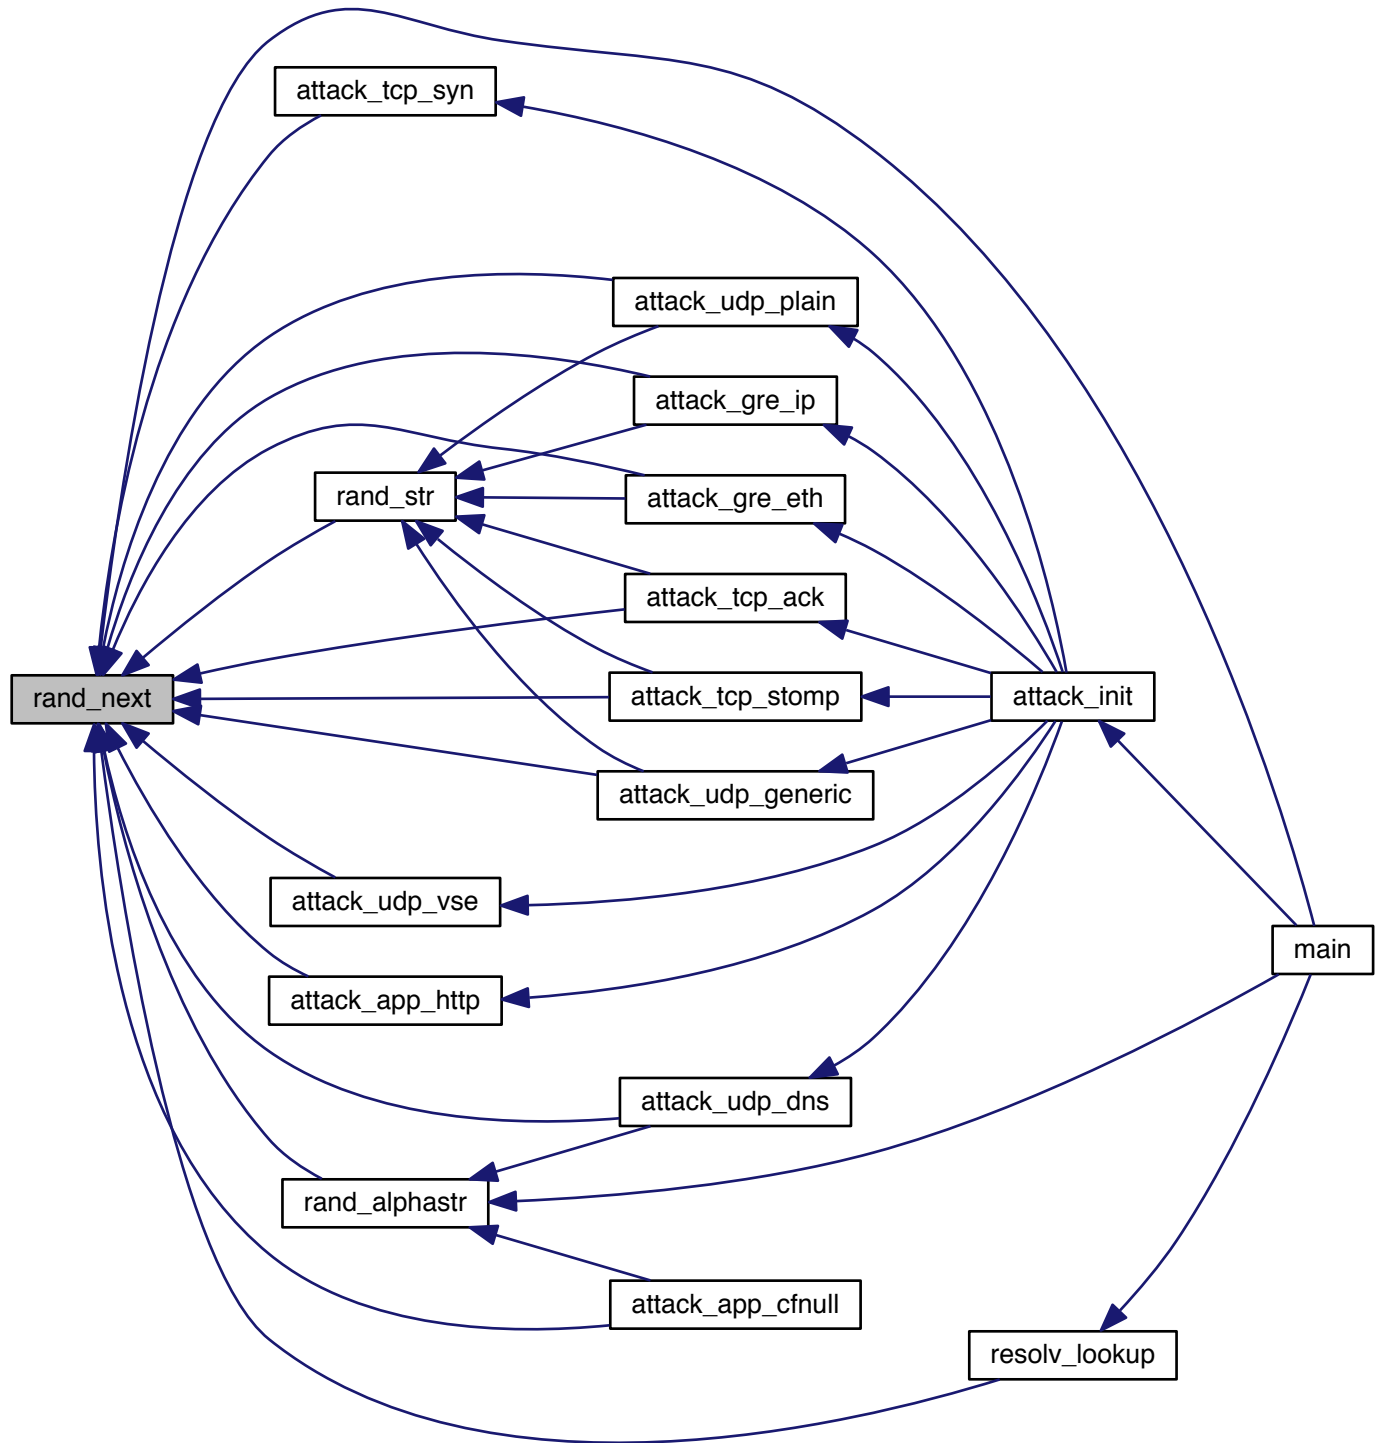 attack_tcp_syn
attack_udp_plain
attack_gre_ip
attack_gre_eth
rand_str
attack_tcp_ack
rand_next
attack_tcp_stomp
attack_init
attack_udp_generic
attack_udp_vse
main
attack_app_http
attack_udp_dns
rand_alphastr
attack_app_cfnull
resolv_lookup